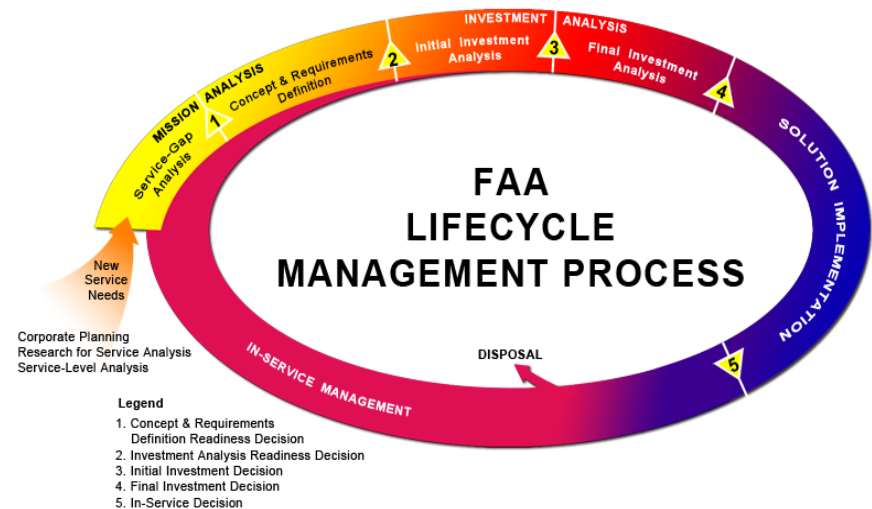 INVESTMENT ANALYSIS
Initial Investment
Analysis
Final Investment
Analysis
MISSION ANALYSIS
Concept & Requirements
Definition
Service-Gap
Analysis
1
2
3
4
SOLUTION IMPLEMENTATION
FAA
LIFECYCLE
MANAGEMENT PROCESS
New
Service
Needs
Corporate Planning
Research for Service Analysis
Service-Level Analysis
DISPOSAL
5
IN-SERVICE MANAGEMENT
Legend
1. Concept & Requirements
Definition Readiness Decision
2. Investment Analysis Readiness Decision
3. Initial Investment Decision
4. Final Investment Decision
5. In-Service Decision